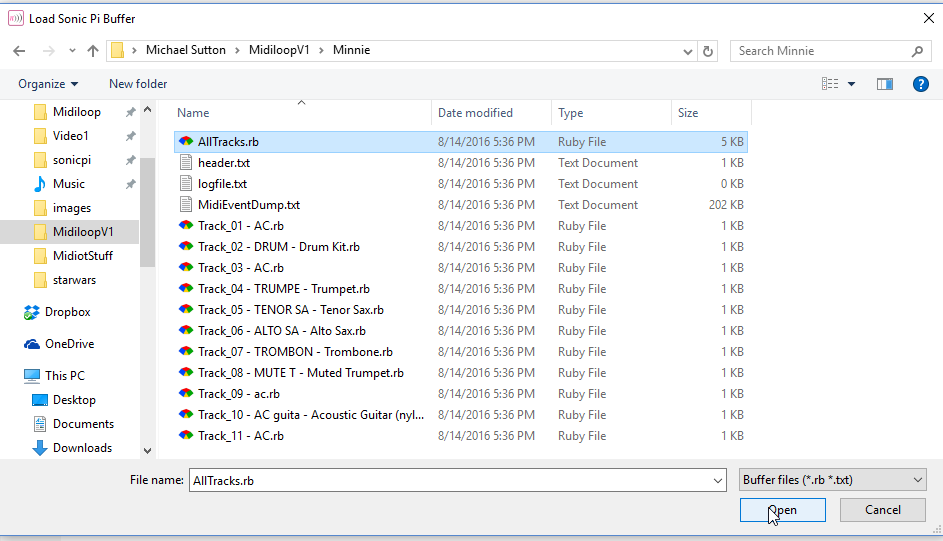 Load Sonic Pi Buffer
Michael Sutton > MidiloopV1 > Minnie
Search Minnie
Organize New folder
Name Date modified Type Size
Midiloop
Video1
sonicpi
Music
images
MidiloopV1
MidiotStuff
starwars
Dropbox
OneDrive
This PC
Desktop
Documents
Downloads
AllTracks.rb 8/14/2016 5:36 PM Ruby File 5 KB
header.txt 8/14/2016 5:36 PM Text Document 1 KB
logfile.txt 8/14/2016 5:36 PM Text Document 0 KB
MidiEventDump.txt 8/14/2016 5:36 PM Text Document 202 KB
Track_01 - AC.rb 8/14/2016 5:36 PM Ruby File 1 KB
Track_02 - DRUM - Drum Kit.rb 8/14/2016 5:36 PM Ruby File 1 KB
Track_03 - AC.rb 8/14/2016 5:36 PM Ruby File 1 KB
Track_04 - TRUMPE - Trumpet.rb 8/14/2016 5:36 PM Ruby File 1 KB
Track_05 - TENOR SA - Tenor Sax.rb 8/14/2016 5:36 PM Ruby File 1 KB
Track_06 - ALTO SA - Alto Sax.rb 8/14/2016 5:36 PM Ruby File 1 KB
Track_07 - TROMBON - Trombone.rb 8/14/2016 5:36 PM Ruby File 1 KB
Track_08 - MUTE T - Muted Trumpet.rb 8/14/2016 5:36 PM Ruby File 1 KB
Track_09 - ac.rb 8/14/2016 5:36 PM Ruby File 1 KB
Track_10 - AC guita - Acoustic Guitar (nyl... 8/14/2016 5:36 PM Ruby File 1 KB
Track_11 - AC.rb 8/14/2016 5:36 PM Ruby File 1 KB
File name: AllTracks.rb Buffer files (*.rb *.txt)
Open Cancel